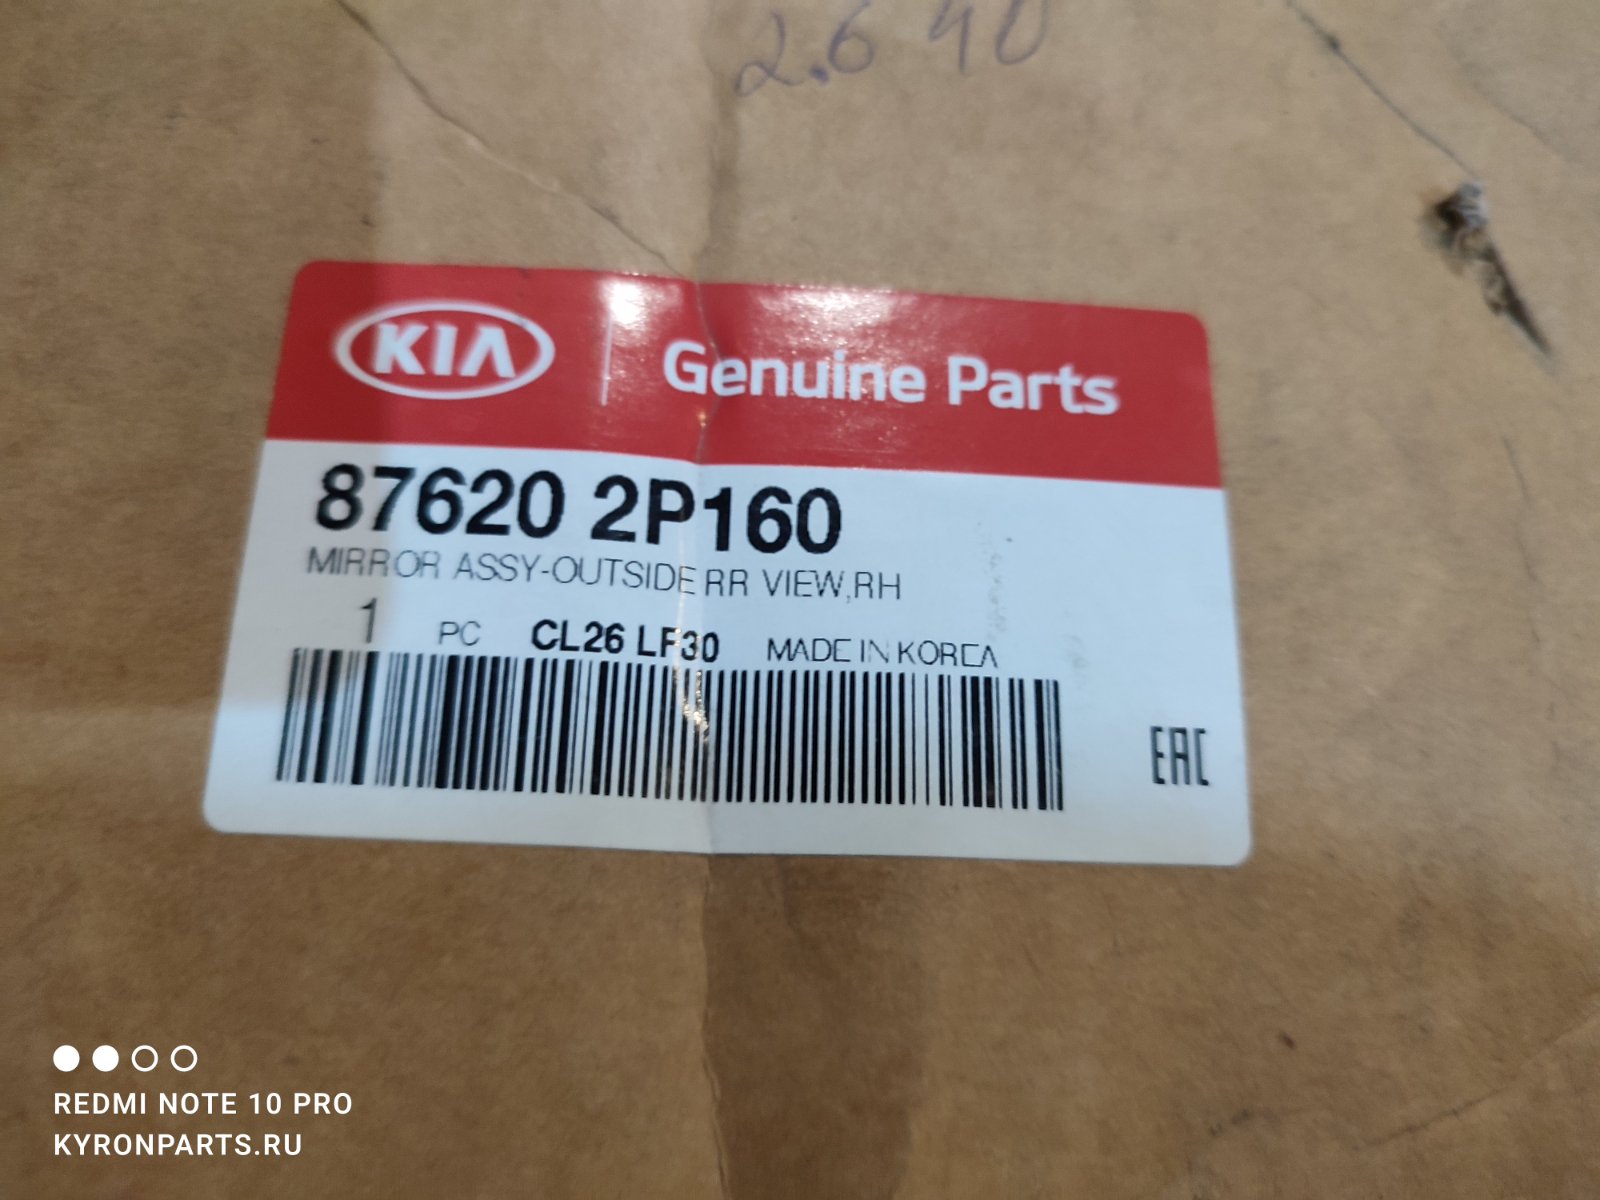 2.640
KIA Genuine Parts
87620 2P160
MIRROR ASSY-OUTSIDE RR VIEW,RH
1 PC CL26 LF30 MADE IN KOREA
EAC
REDMI NOTE 10 PRO
KYRONPARTS.RU